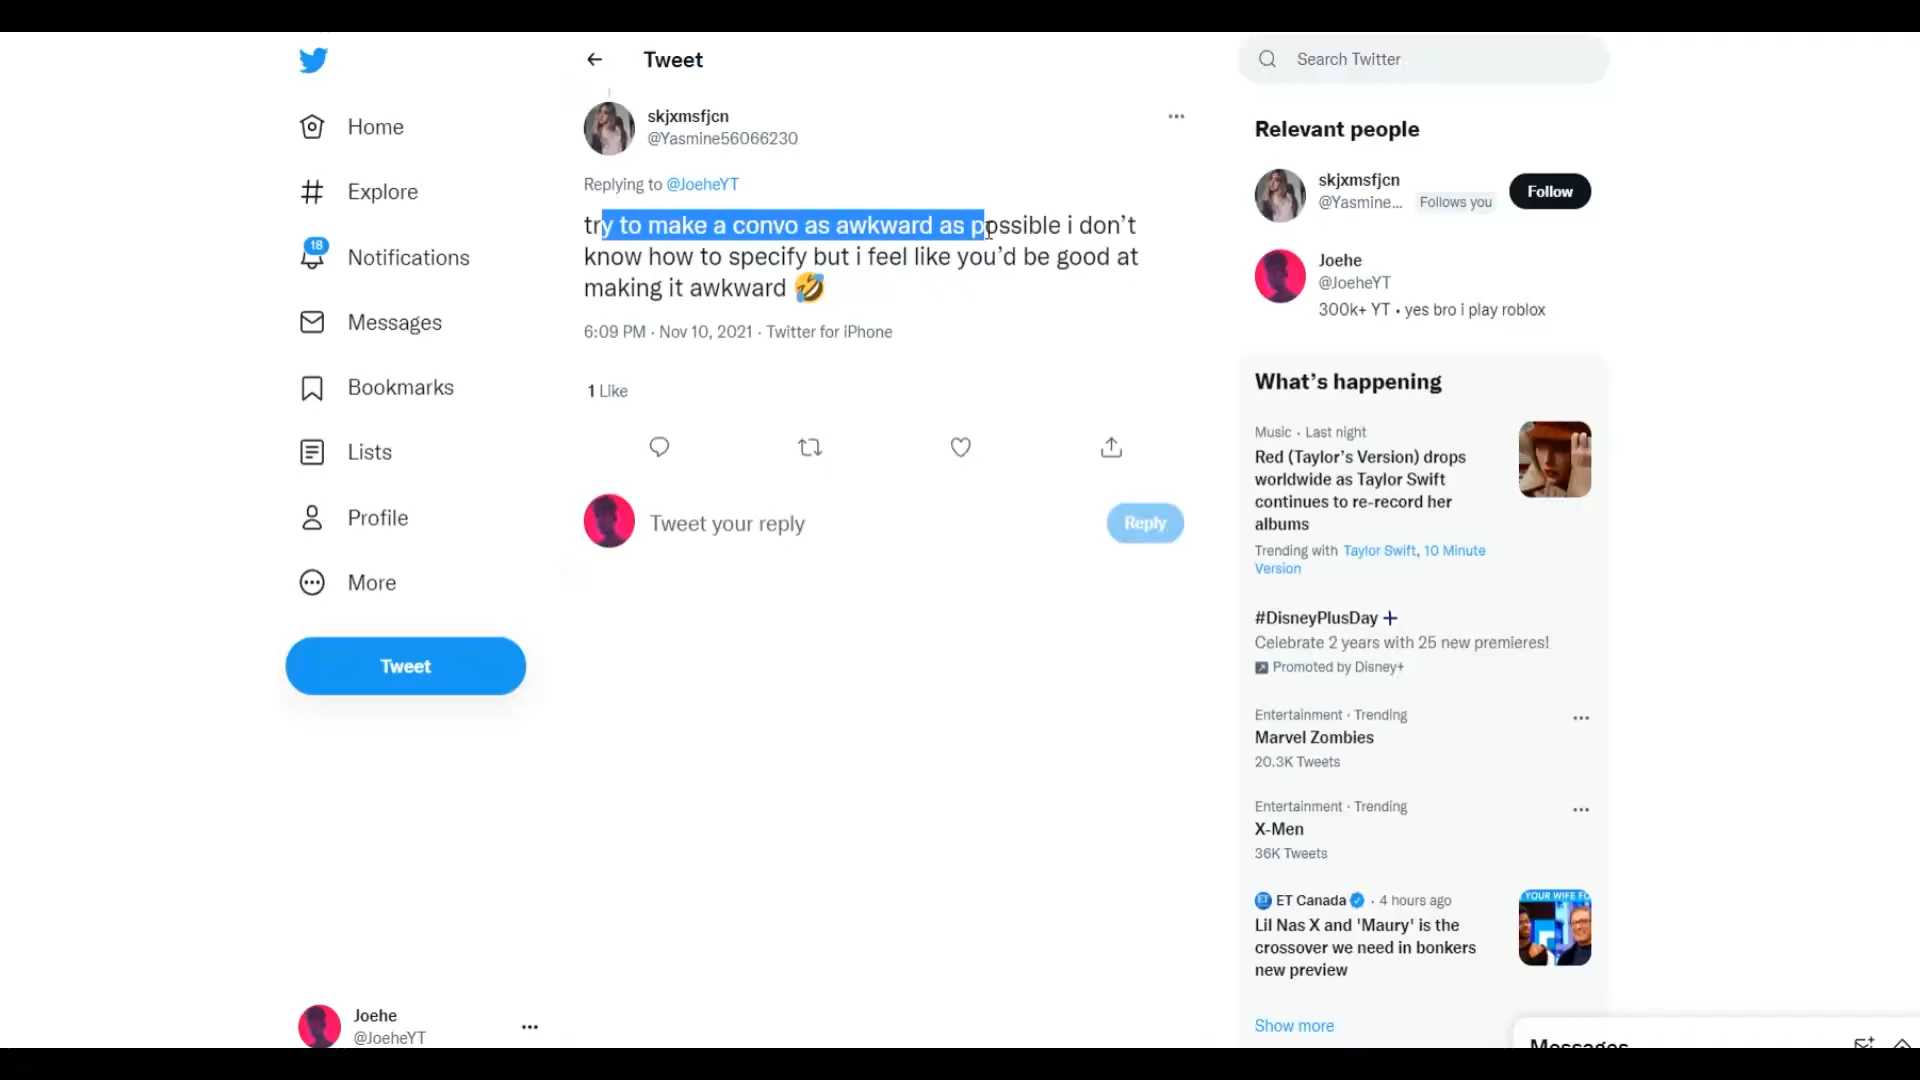 Tweet
Search Twitter
skjxmsfjcn
@Yasmine56066230
Replying to @JoeheYT
try to make a convo as awkward as possible i don’t
know how to specify but i feel like you’d be good at
making it awkward 🤣
6:09 PM · Nov 10, 2021 · Twitter for iPhone
1 Like
Tweet your reply
Reply
Home
Explore
18
Notifications
Messages
Bookmarks
Lists
Profile
More
Tweet
Joehe
@JoeheYT
Relevant people
skjxmsfjcn
@Yasmine...
Follows you
Follow
Joehe
@JoeheYT
300k+ YT • yes bro i play roblox
What’s happening
Music · Last night
Red (Taylor’s Version) drops
worldwide as Taylor Swift
continues to re-record her
albums
Trending with Taylor Swift, 10 Minute
Version
#DisneyPlusDay
Celebrate 2 years with 25 new premieres!
Promoted by Disney+
Entertainment · Trending
Marvel Zombies
20.3K Tweets
Entertainment · Trending
X-Men
36K Tweets
ET Canada · 4 hours ago
Lil Nas X and 'Maury' is the
crossover we need in bonkers
new preview
YOUR WIFE
Show more
Messages